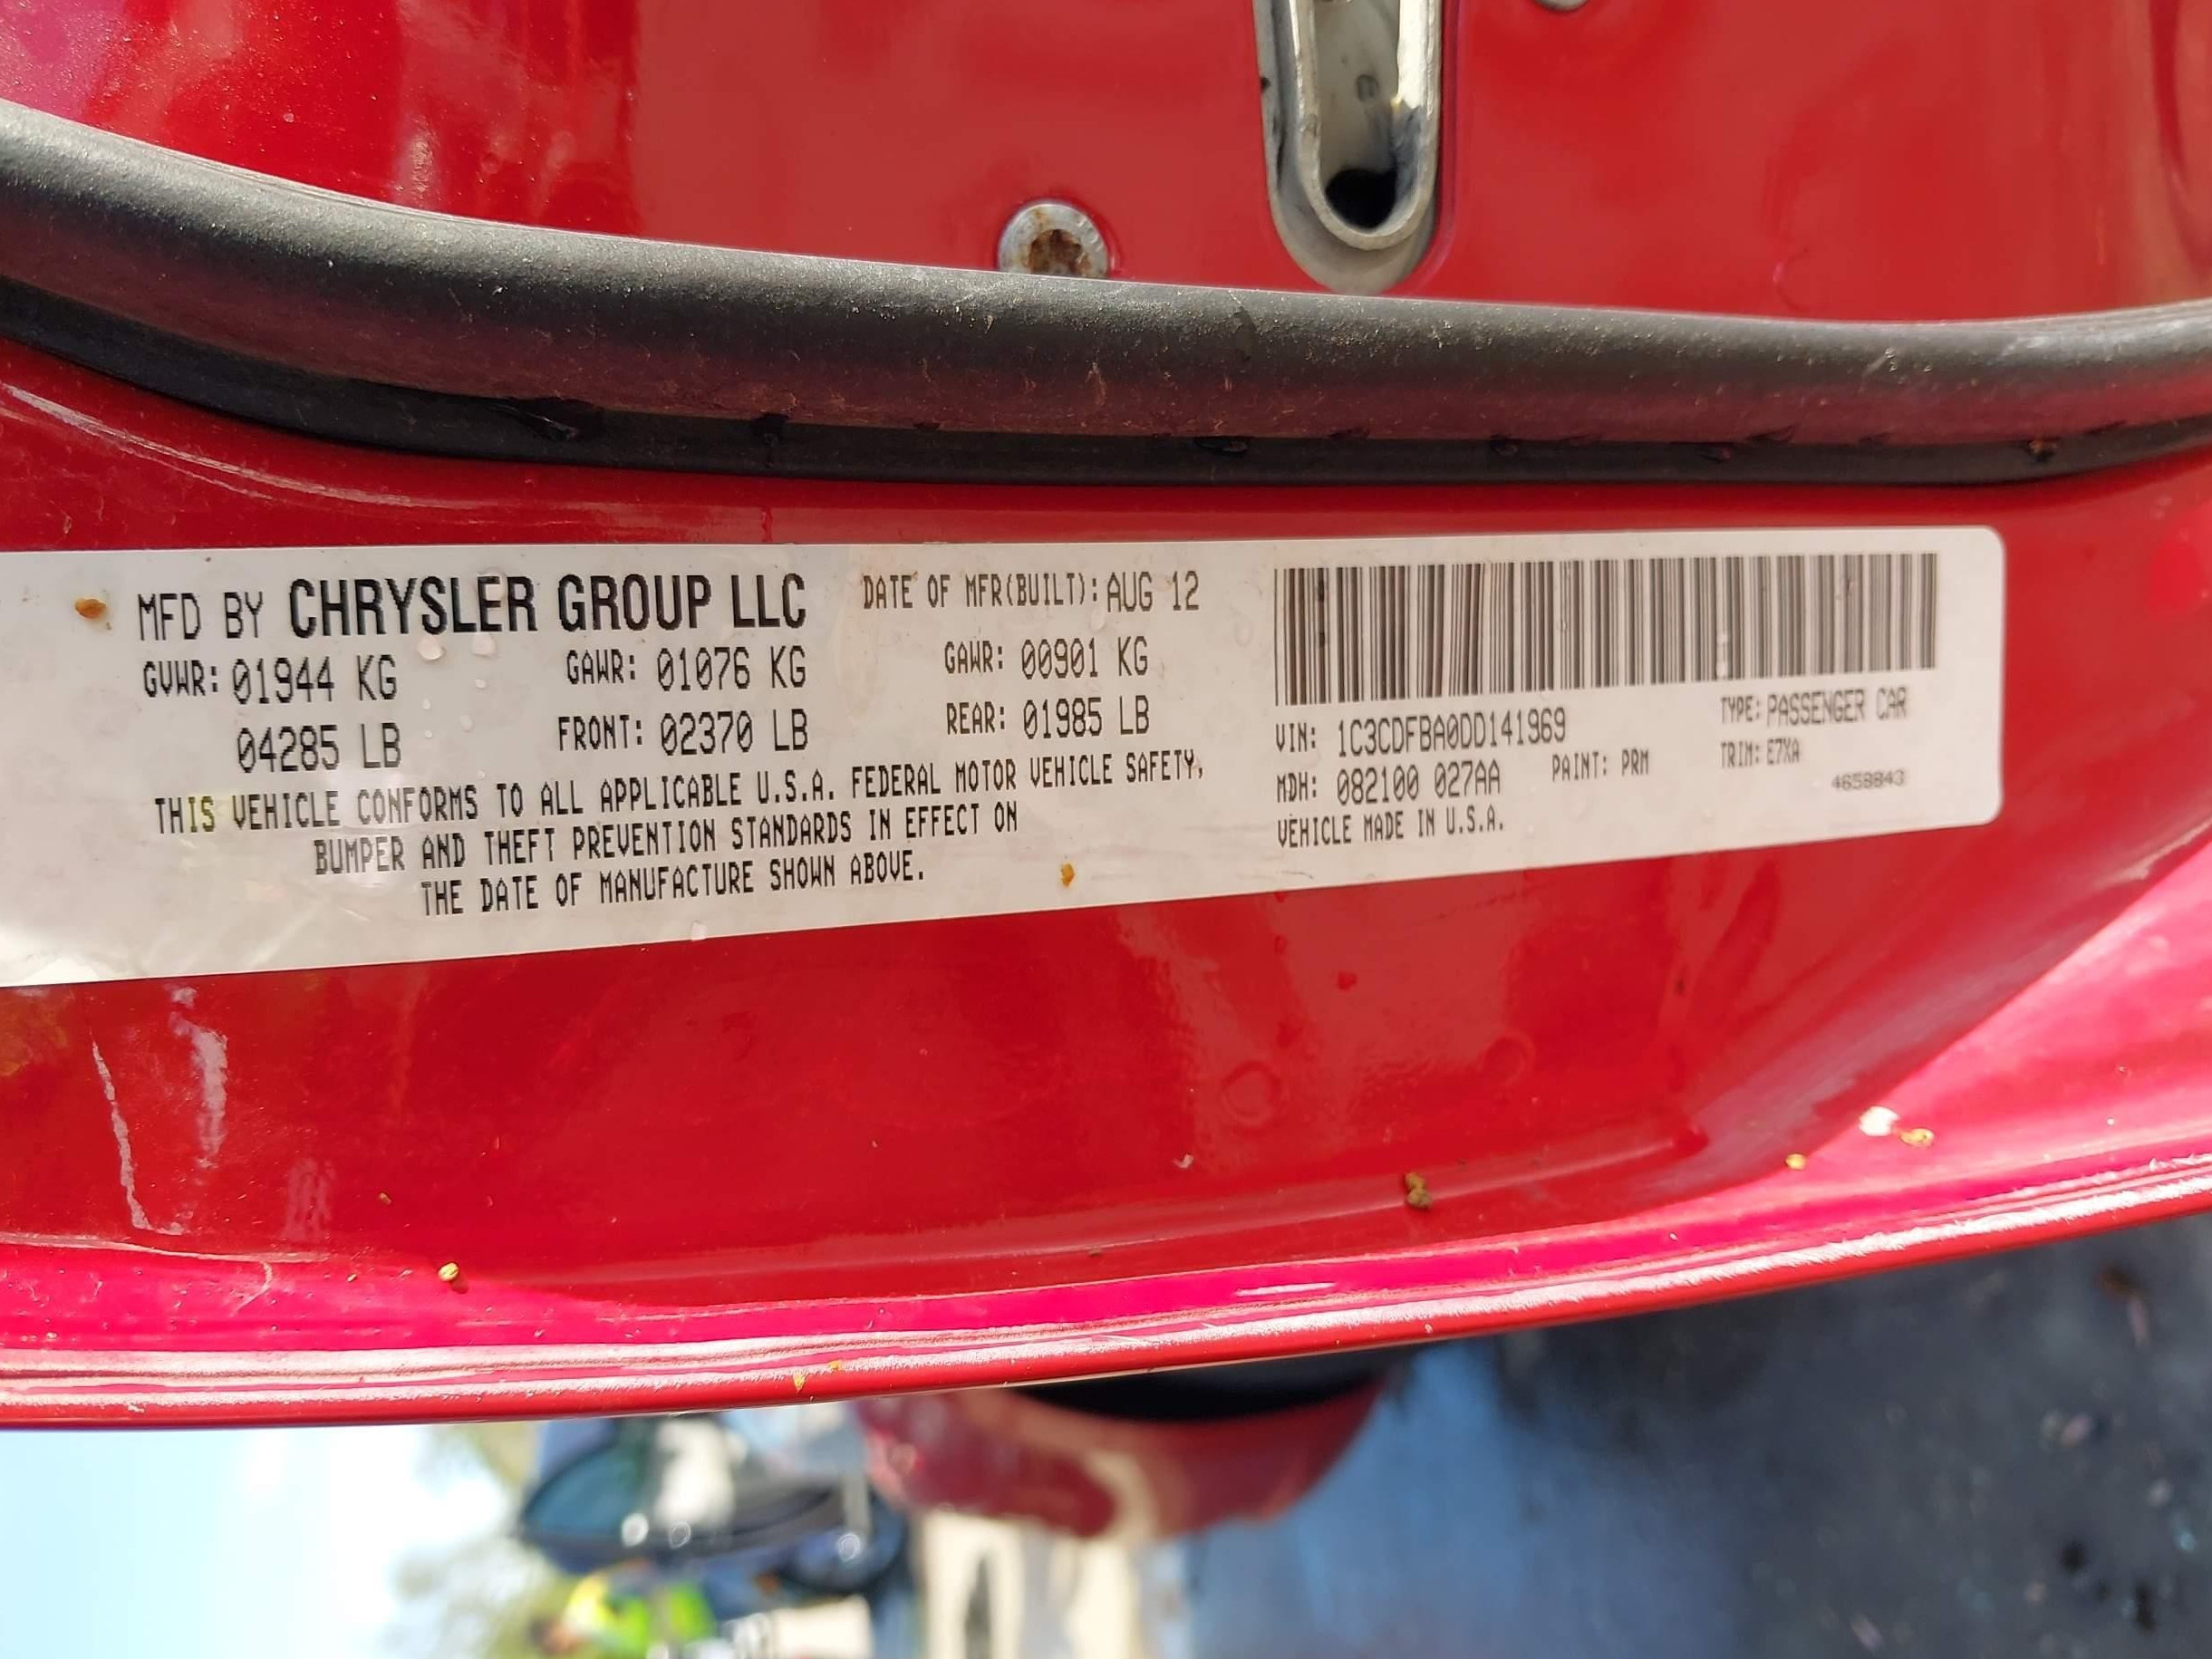 MFD BY CHRYSLER GROUP LLC DATE OF MFR(BUILT): AUG 12
GVWR: 01944 KG GAWR: 01076 KG GAWR: 00901 KG
04285 LB FRONT: 02370 LB REAR: 01985 LB
THIS VEHICLE CONFORMS TO ALL APPLICABLE U.S.A. FEDERAL MOTOR VEHICLE SAFETY,
BUMPER AND THEFT PREVENTION STANDARDS IN EFFECT ON
THE DATE OF MANUFACTURE SHOWN ABOVE.
VIN: 1C3CDFBA0DD141969 TYPE: PASSENGER CAR
MDH: 082100 027AA PAINT: PRM TRIM: E7XA
VEHICLE MADE IN U.S.A. 4658843